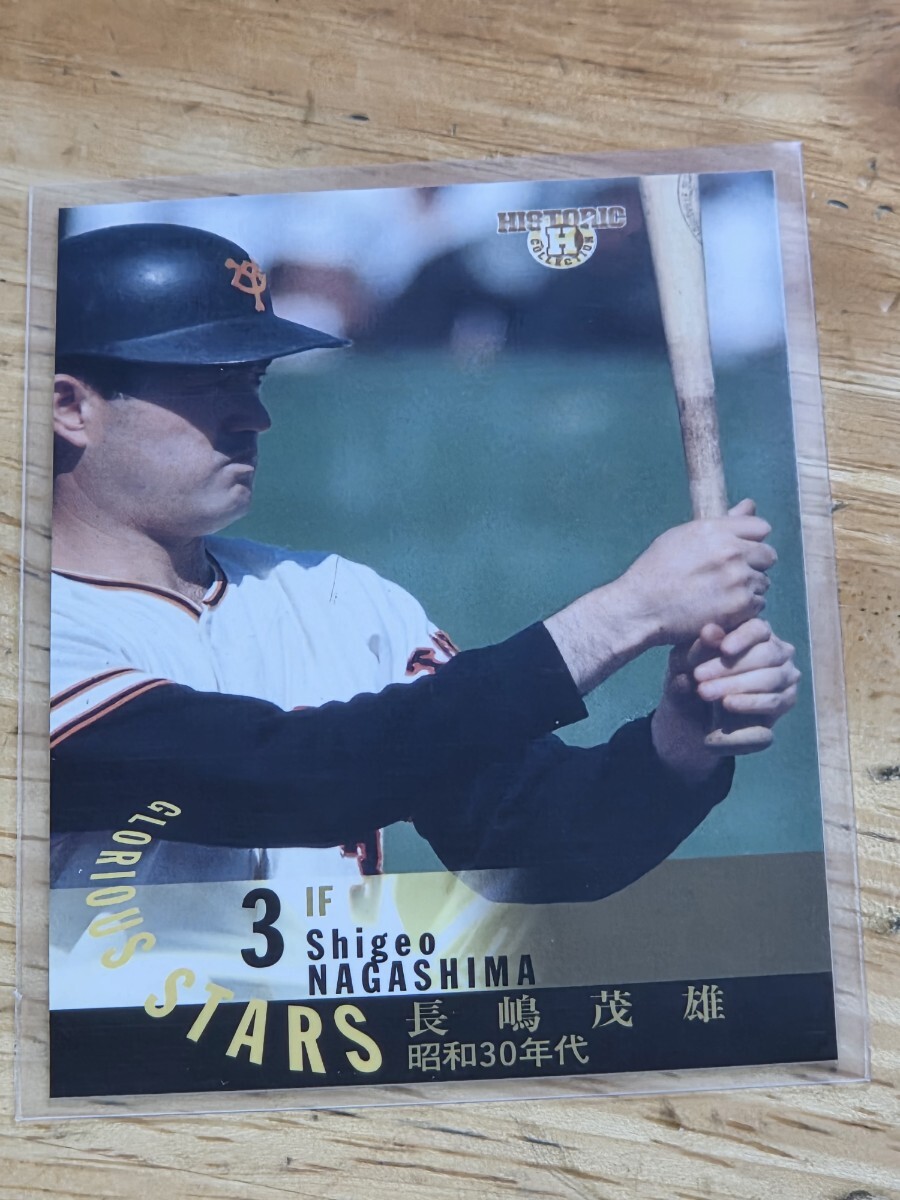 HISTORIC
H
COLLECTION
GLORIOUS STARS
3
IF
Shigeo
NAGASHIMA
長嶋茂雄
昭和30年代